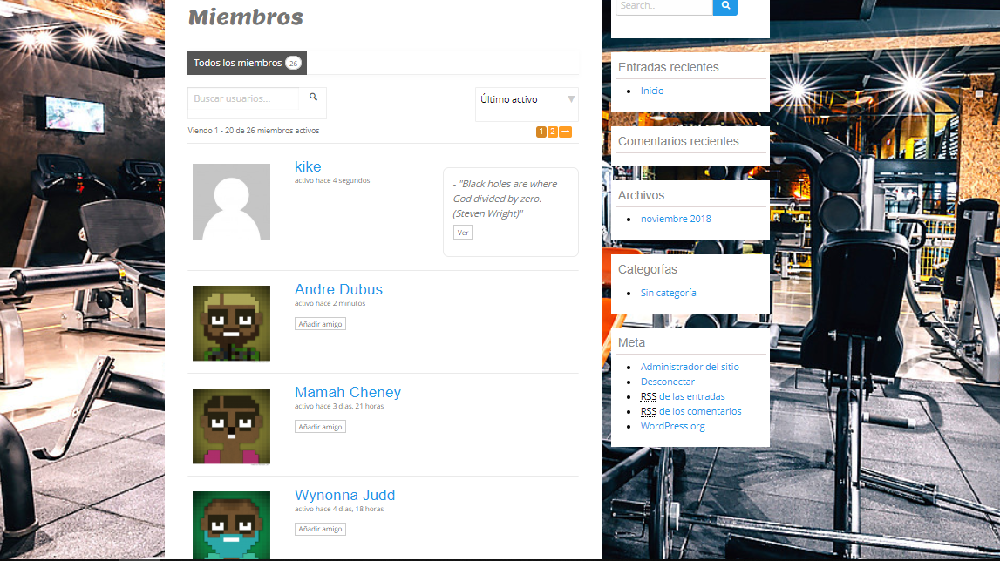 Miembros
Todos los miembros 26
Buscar usuarios...
Último activo
Viendo 1 - 20 de 26 miembros activos
1 2 →
kike
activo hace 4 segundos
- "Black holes are where
God divided by zero.
(Steven Wright)"
Ver
Andre Dubus
activo hace 2 minutos
Añadir amigo
Mamah Cheney
activo hace 3 días, 21 horas
Añadir amigo
Wynonna Judd
activo hace 4 días, 18 horas
Añadir amigo
Search..
Entradas recientes
Inicio
Comentarios recientes
Archivos
noviembre 2018
Categorías
Sin categoría
Meta
Administrador del sitio
Desconectar
RSS de las entradas
RSS de los comentarios
WordPress.org